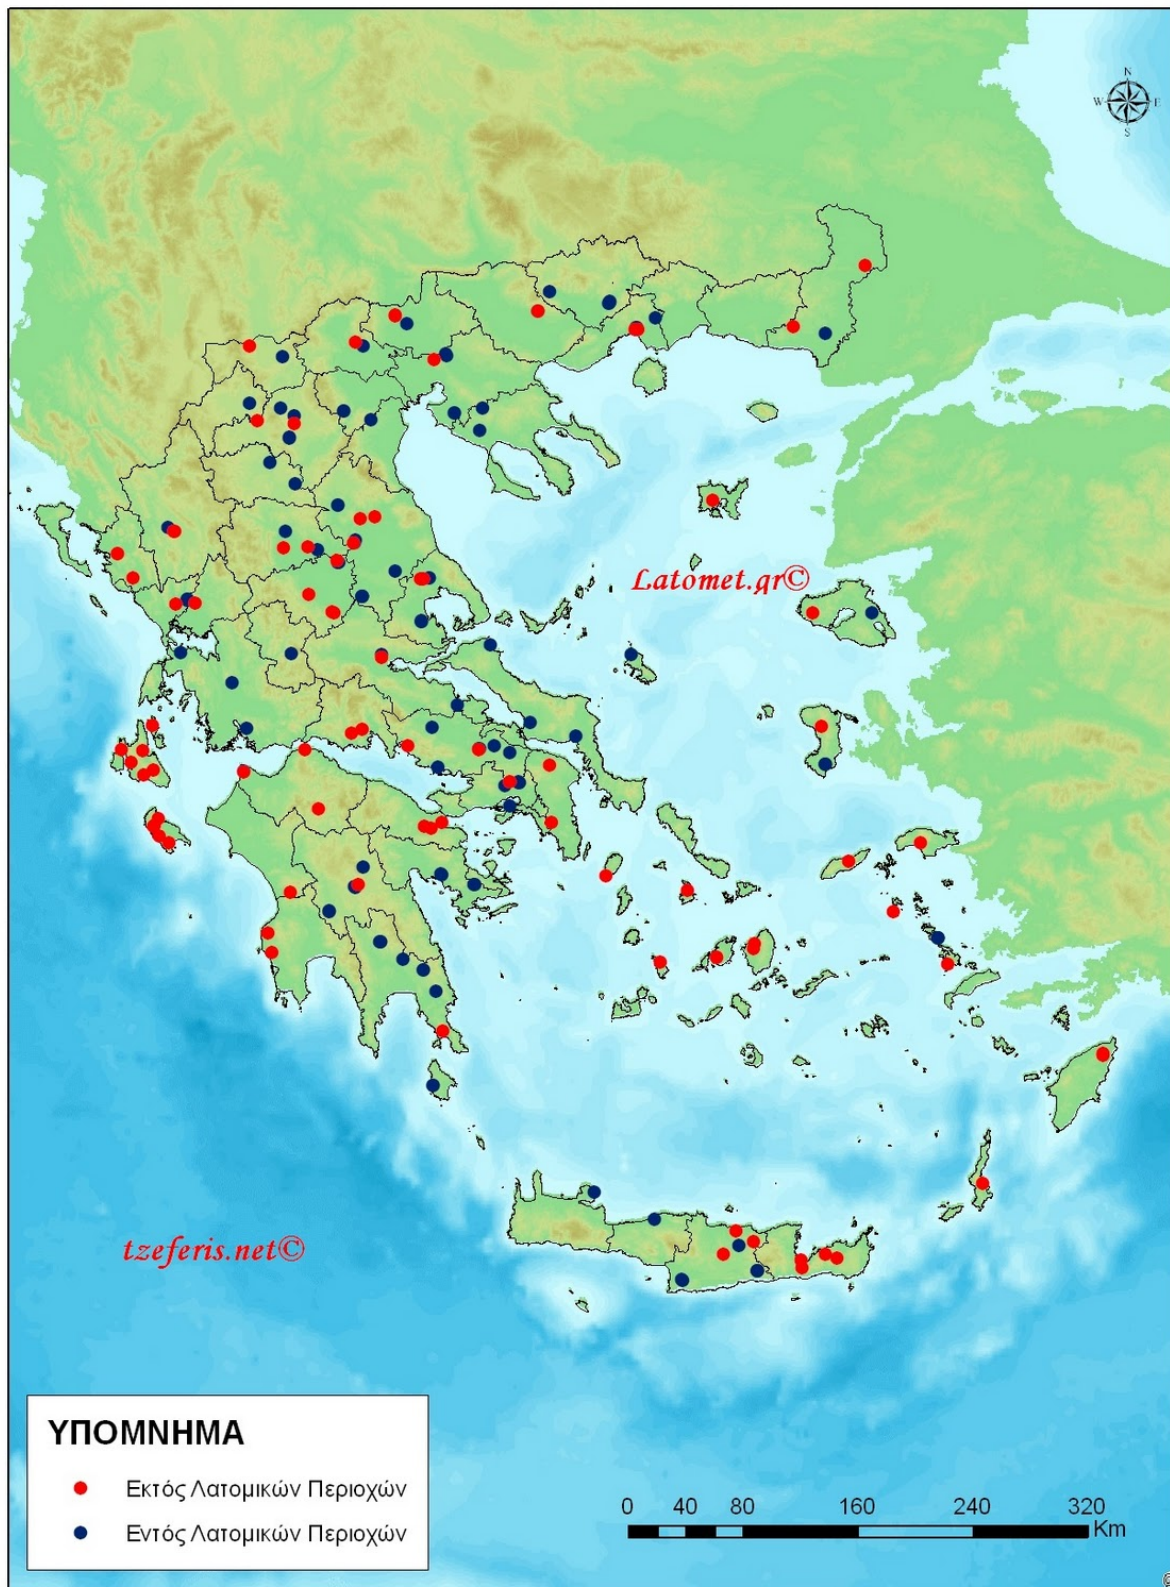 N
W E
S
Latomet.gr©
tzeferis.net©
ΥΠΟΜΝΗΜΑ
Εκτός Λατομικών Περιοχών
Εντός Λατομικών Περιοχών
0 40 80 160 240 320
Km